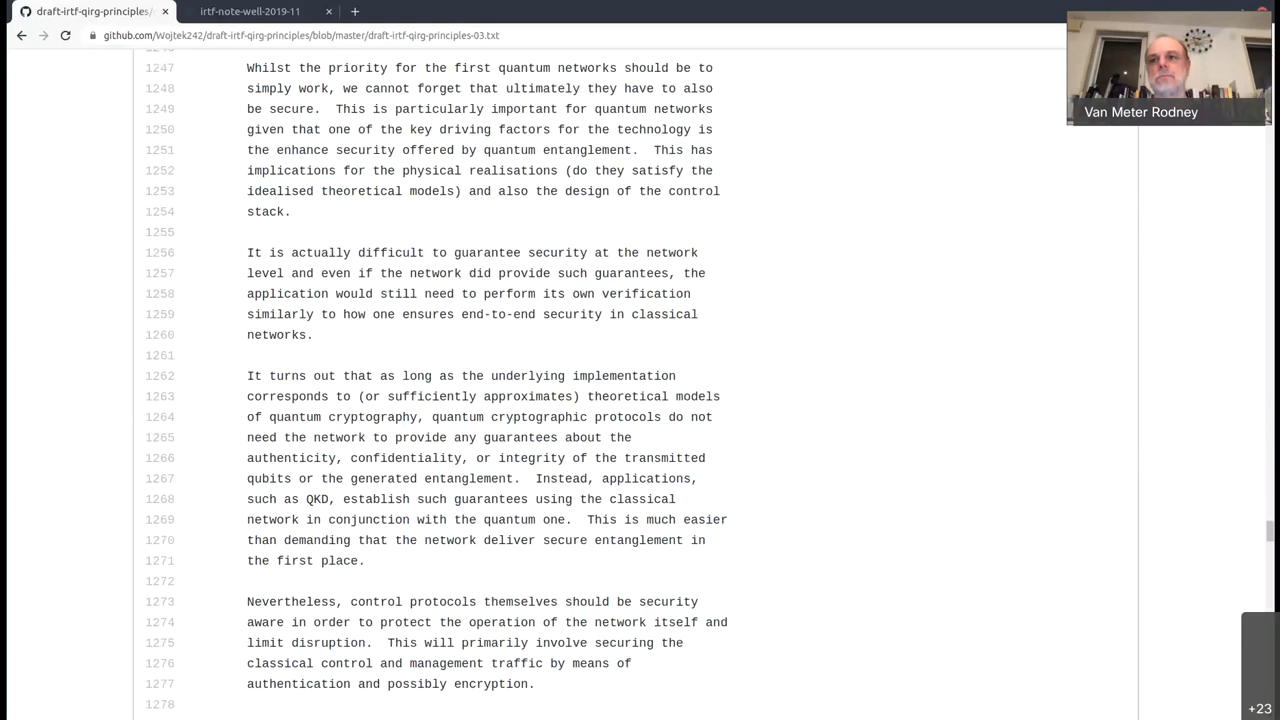 draft-irtf-qirg-principles/
irtf-note-well-2019-11
github.com/Wojtek242/draft-irtf-qirg-principles/blob/master/draft-irtf-qirg-principles-03.txt
Van Meter Rodney
1247 Whilst the priority for the first quantum networks should be to
1248 simply work, we cannot forget that ultimately they have to also
1249 be secure.  This is particularly important for quantum networks
1250 given that one of the key driving factors for the technology is
1251 the enhance security offered by quantum entanglement.  This has
1252 implications for the physical realisations (do they satisfy the
1253 idealised theoretical models) and also the design of the control
1254 stack.
1255
1256 It is actually difficult to guarantee security at the network
1257 level and even if the network did provide such guarantees, the
1258 application would still need to perform its own verification
1259 similarly to how one ensures end-to-end security in classical
1260 networks.
1261
1262 It turns out that as long as the underlying implementation
1263 corresponds to (or sufficiently approximates) theoretical models
1264 of quantum cryptography, quantum cryptographic protocols do not
1265 need the network to provide any guarantees about the
1266 authenticity, confidentiality, or integrity of the transmitted
1267 qubits or the generated entanglement.  Instead, applications,
1268 such as QKD, establish such guarantees using the classical
1269 network in conjunction with the quantum one.  This is much easier
1270 than demanding that the network deliver secure entanglement in
1271 the first place.
1272
1273 Nevertheless, control protocols themselves should be security
1274 aware in order to protect the operation of the network itself and
1275 limit disruption.  This will primarily involve securing the
1276 classical control and management traffic by means of
1277 authentication and possibly encryption.
1278
+23